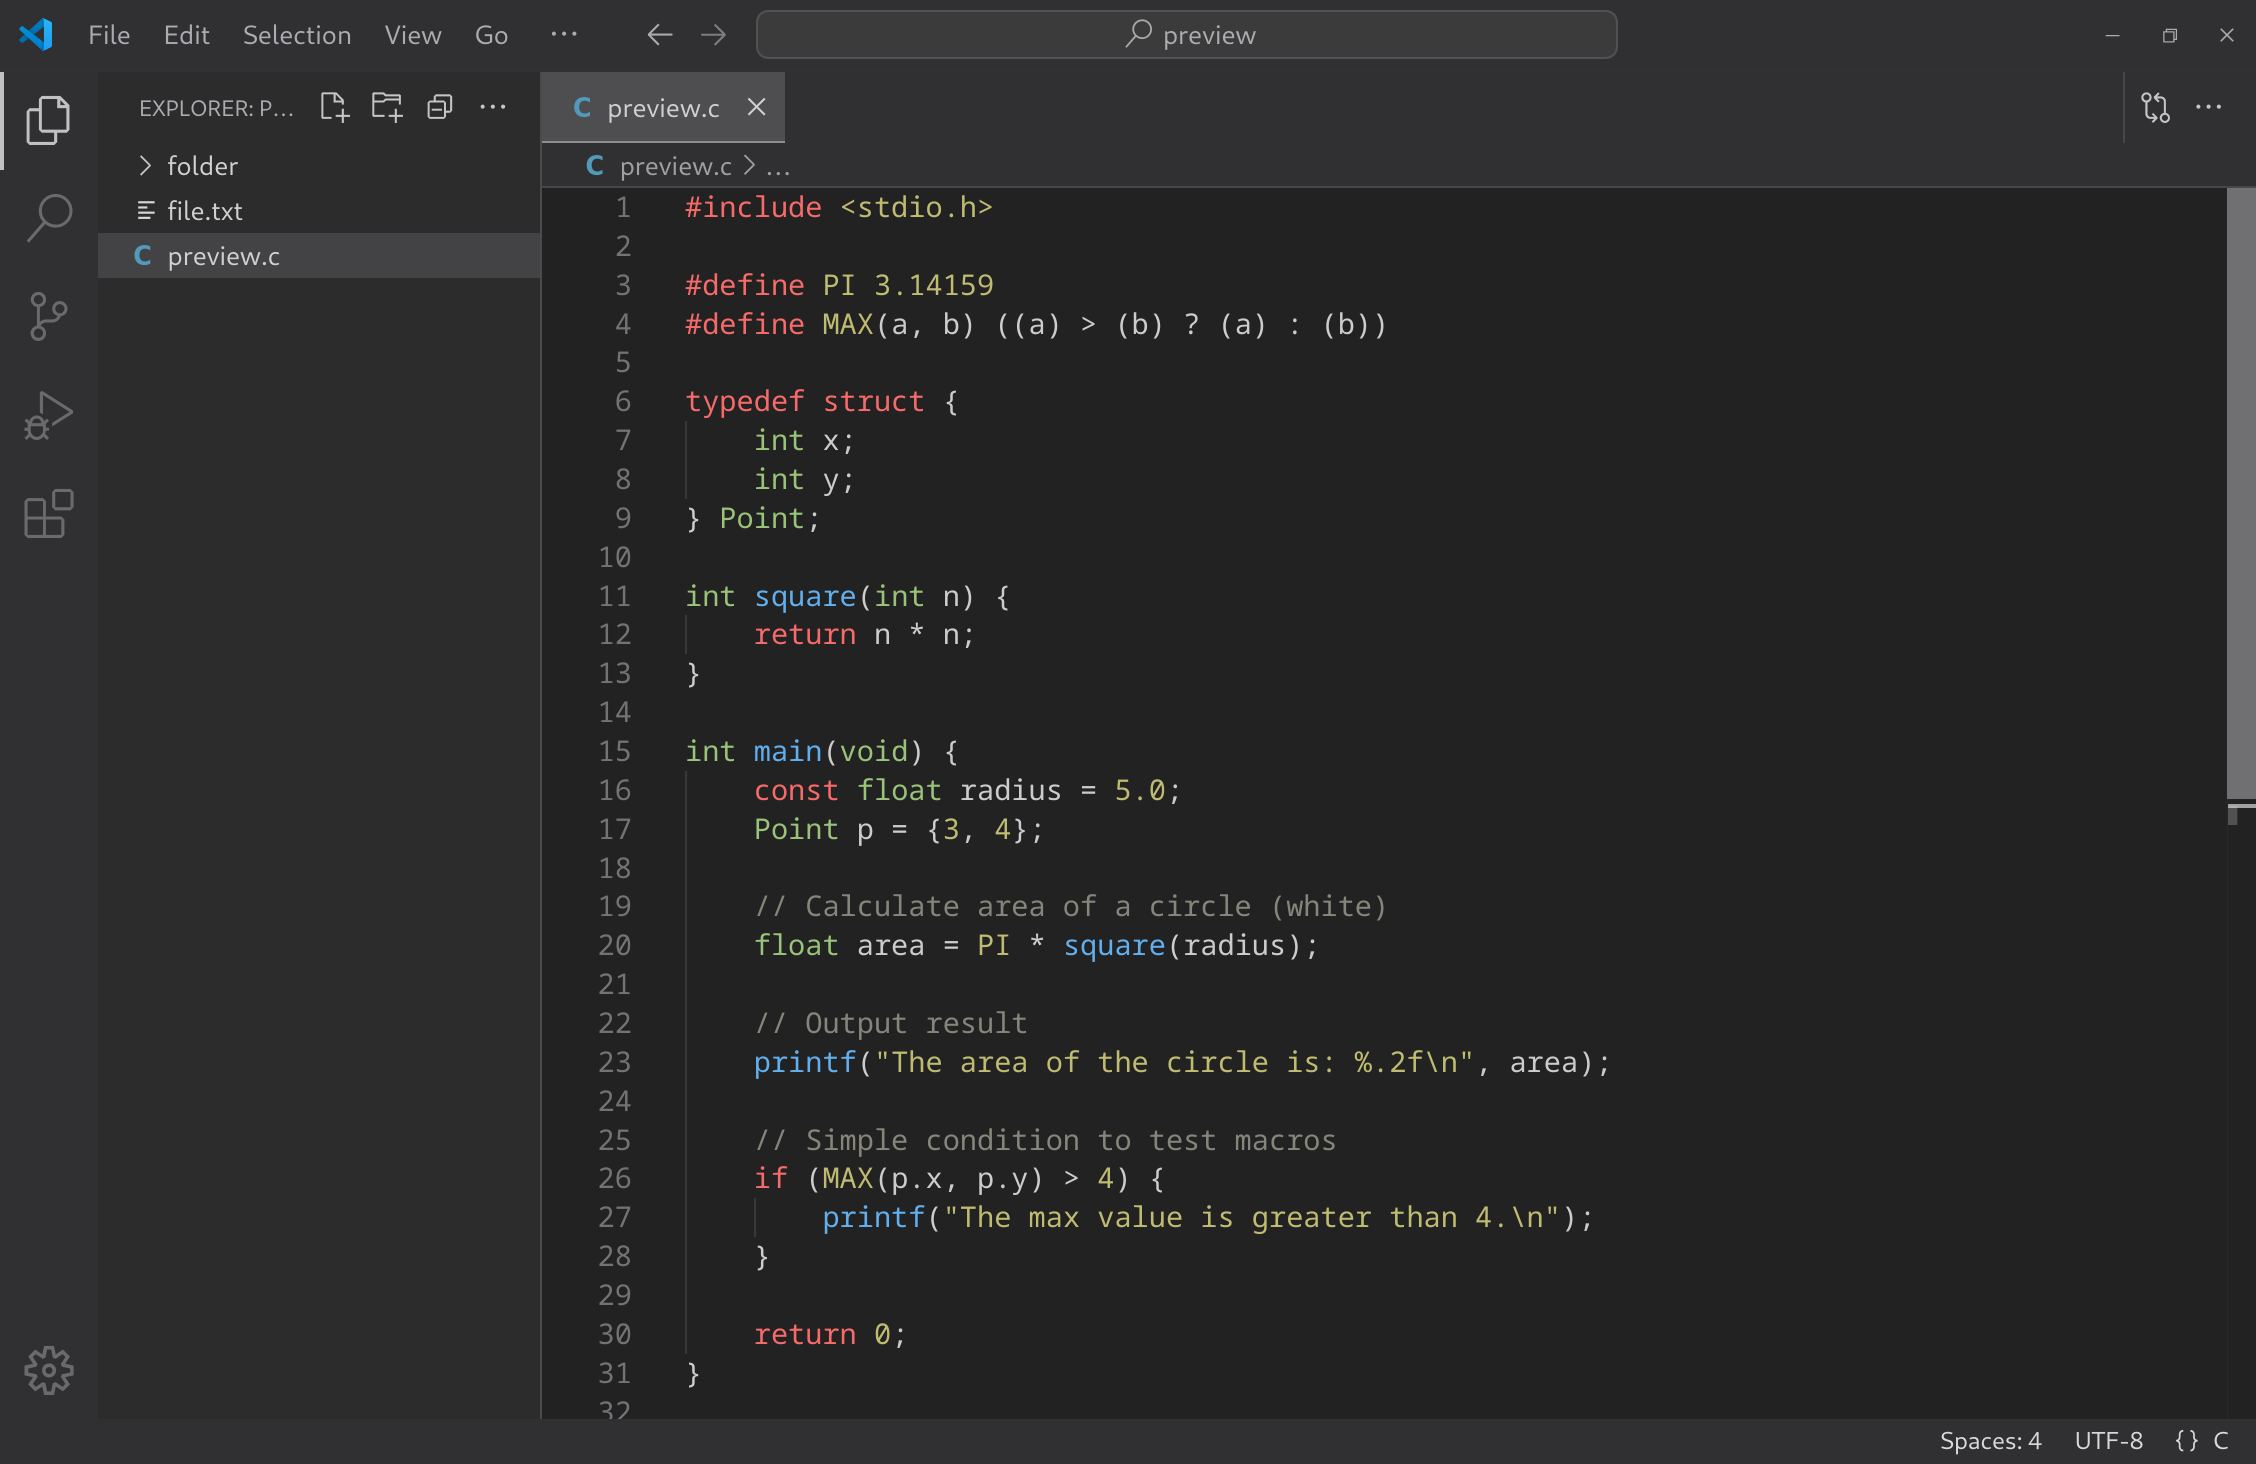 File Edit Selection View Go ··· preview
EXPLORER: P...
folder
file.txt
C preview.c
C preview.c
C preview.c > ...
1 #include <stdio.h>
2
3 #define PI 3.14159
4 #define MAX(a, b) ((a) > (b) ? (a) : (b))
5
6 typedef struct {
7     int x;
8     int y;
9 } Point;
10
11 int square(int n) {
12     return n * n;
13 }
14
15 int main(void) {
16     const float radius = 5.0;
17     Point p = {3, 4};
18
19     // Calculate area of a circle (white)
20     float area = PI * square(radius);
21
22     // Output result
23     printf("The area of the circle is: %.2f\n", area);
24
25     // Simple condition to test macros
26     if (MAX(p.x, p.y) > 4) {
27         printf("The max value is greater than 4.\n");
28     }
29
30     return 0;
31 }
32
Spaces: 4 UTF-8 {} C